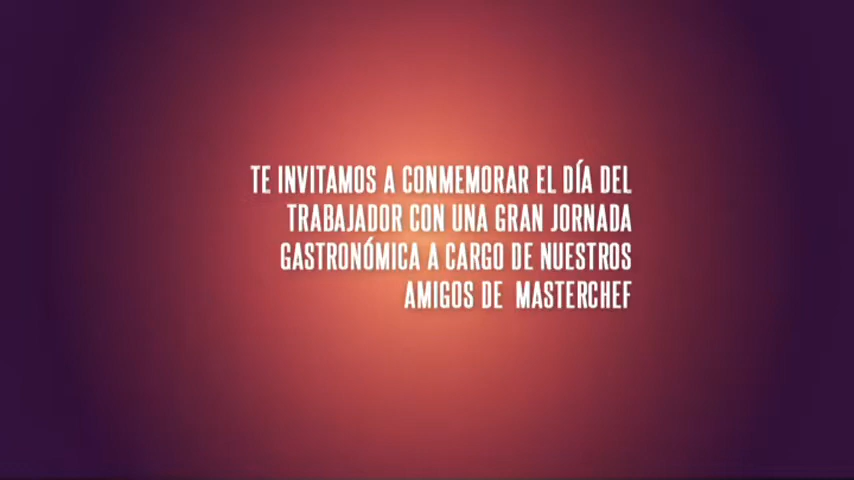 TE INVITAMOS A CONMEMORAR EL DÍA DEL
TRABAJADOR CON UNA GRAN JORNADA
GASTRONÓMICA A CARGO DE NUESTROS
AMIGOS DE MASTERCHEF